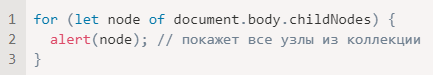 1 for (let node of document.body.childNodes) {
2   alert(node); // покажет все узлы из коллекции
3 }